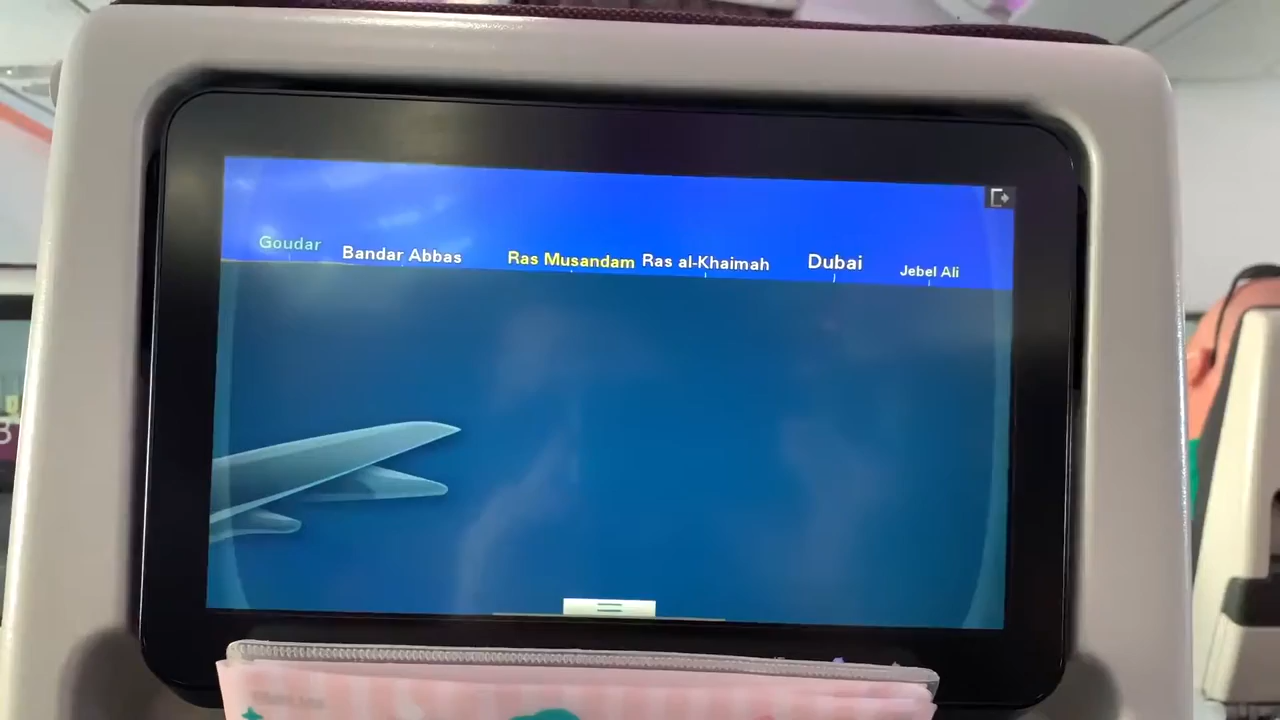 Goudar
Bandar Abbas
Ras Musandam
Ras al-Khaimah
Dubai
Jebel Ali